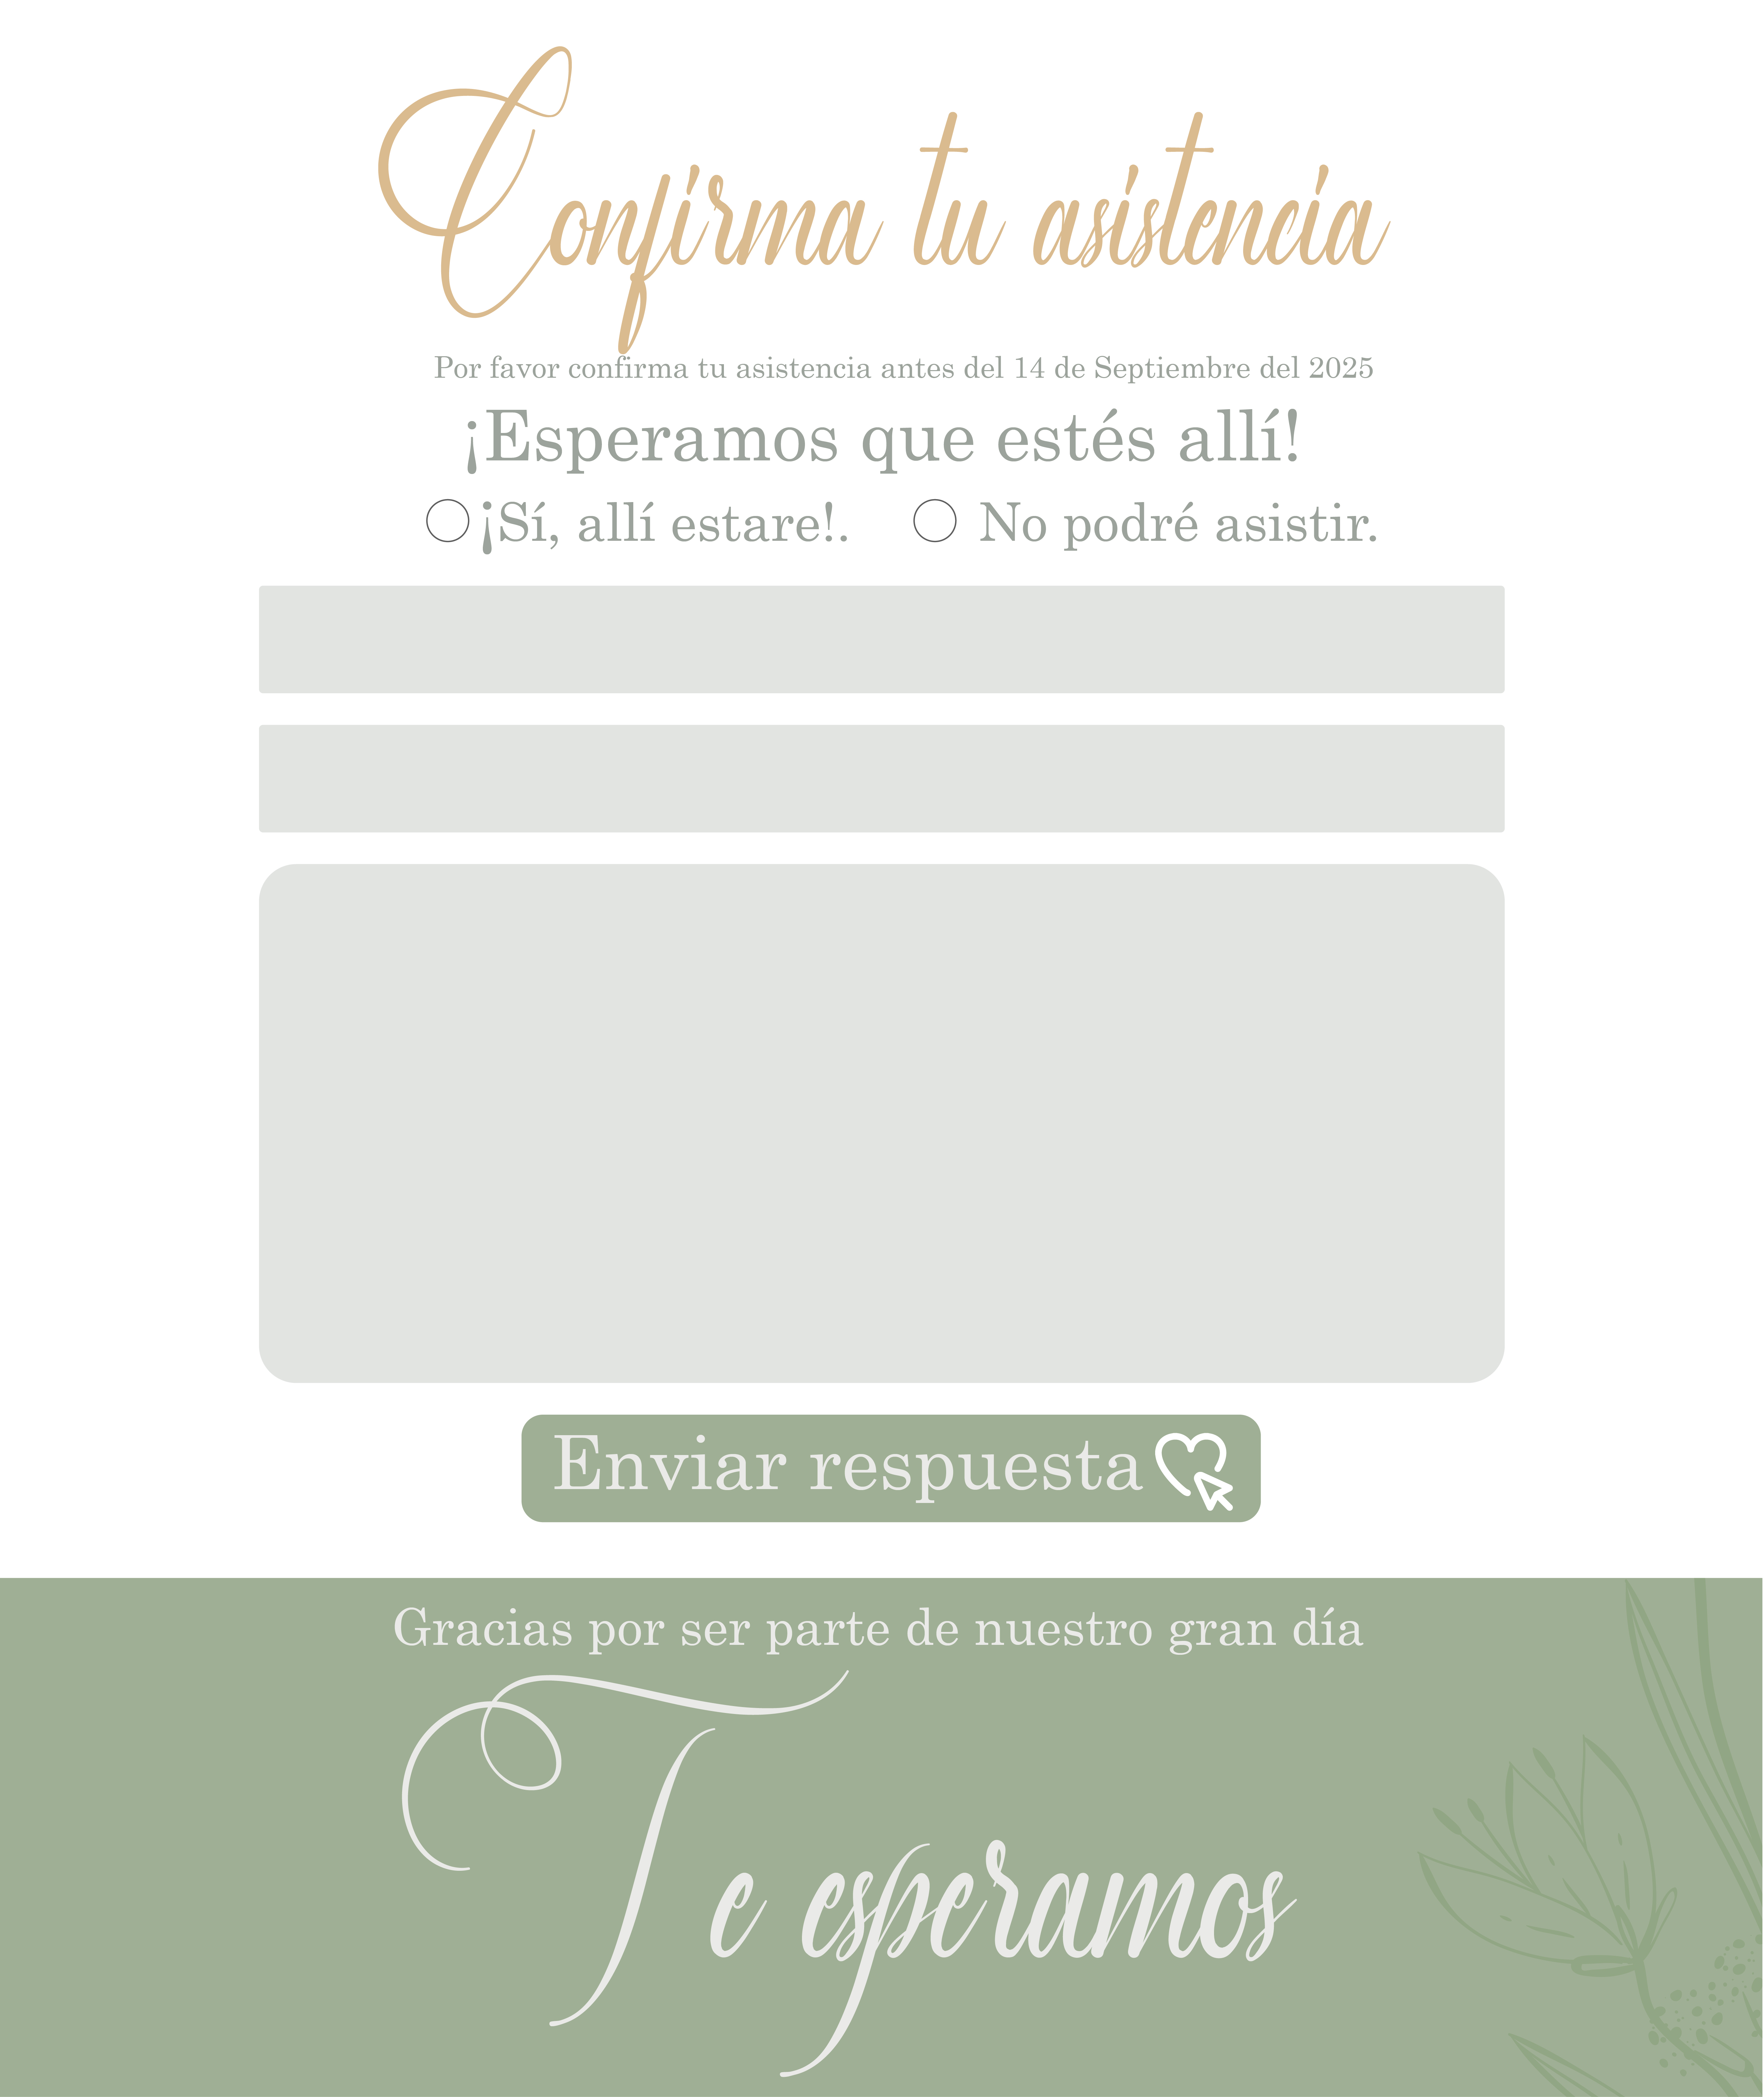 Confirma tu asistencia
Por favor confirma tu asistencia antes del 14 de Septiembre del 2025
¡Esperamos que estés allí!
¡Sí, allí estare!. No podré asistir.
Enviar respuesta
Gracias por ser parte de nuestro gran día
Te esperamos